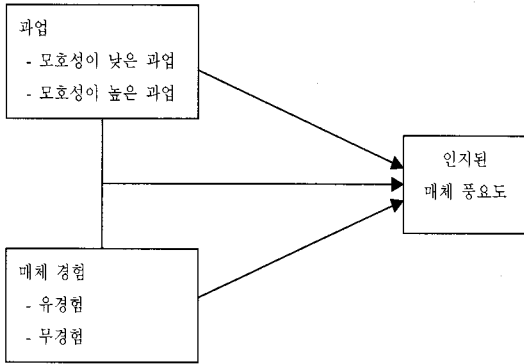 과업
- 모호성이 낮은 과업
- 모호성이 높은 과업
인지된
매체 풍요도
매체 경험
- 유경험
- 무경험